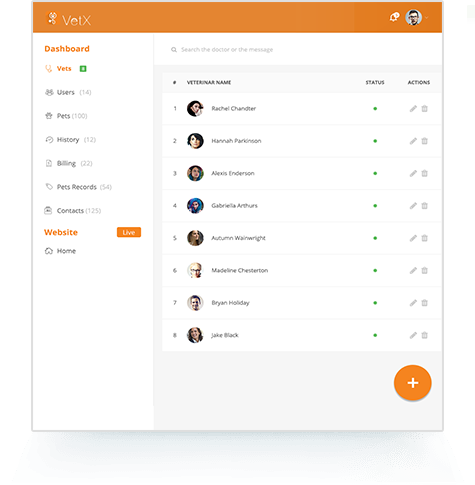 VetX
Dashboard
Vets
Users (14)
Pets (100)
History (12)
Billing (22)
Pets Records (54)
Contacts (125)
Website Live
Home
Search the doctor or the message
# VETERINAR NAME STATUS ACTIONS
1 Rachel Chandter
2 Hannah Parkinson
3 Alexis Enderson
4 Gabriella Arthurs
5 Autumn Wainwright
6 Madeline Chesterton
7 Bryan Holiday
8 Jake Black
+